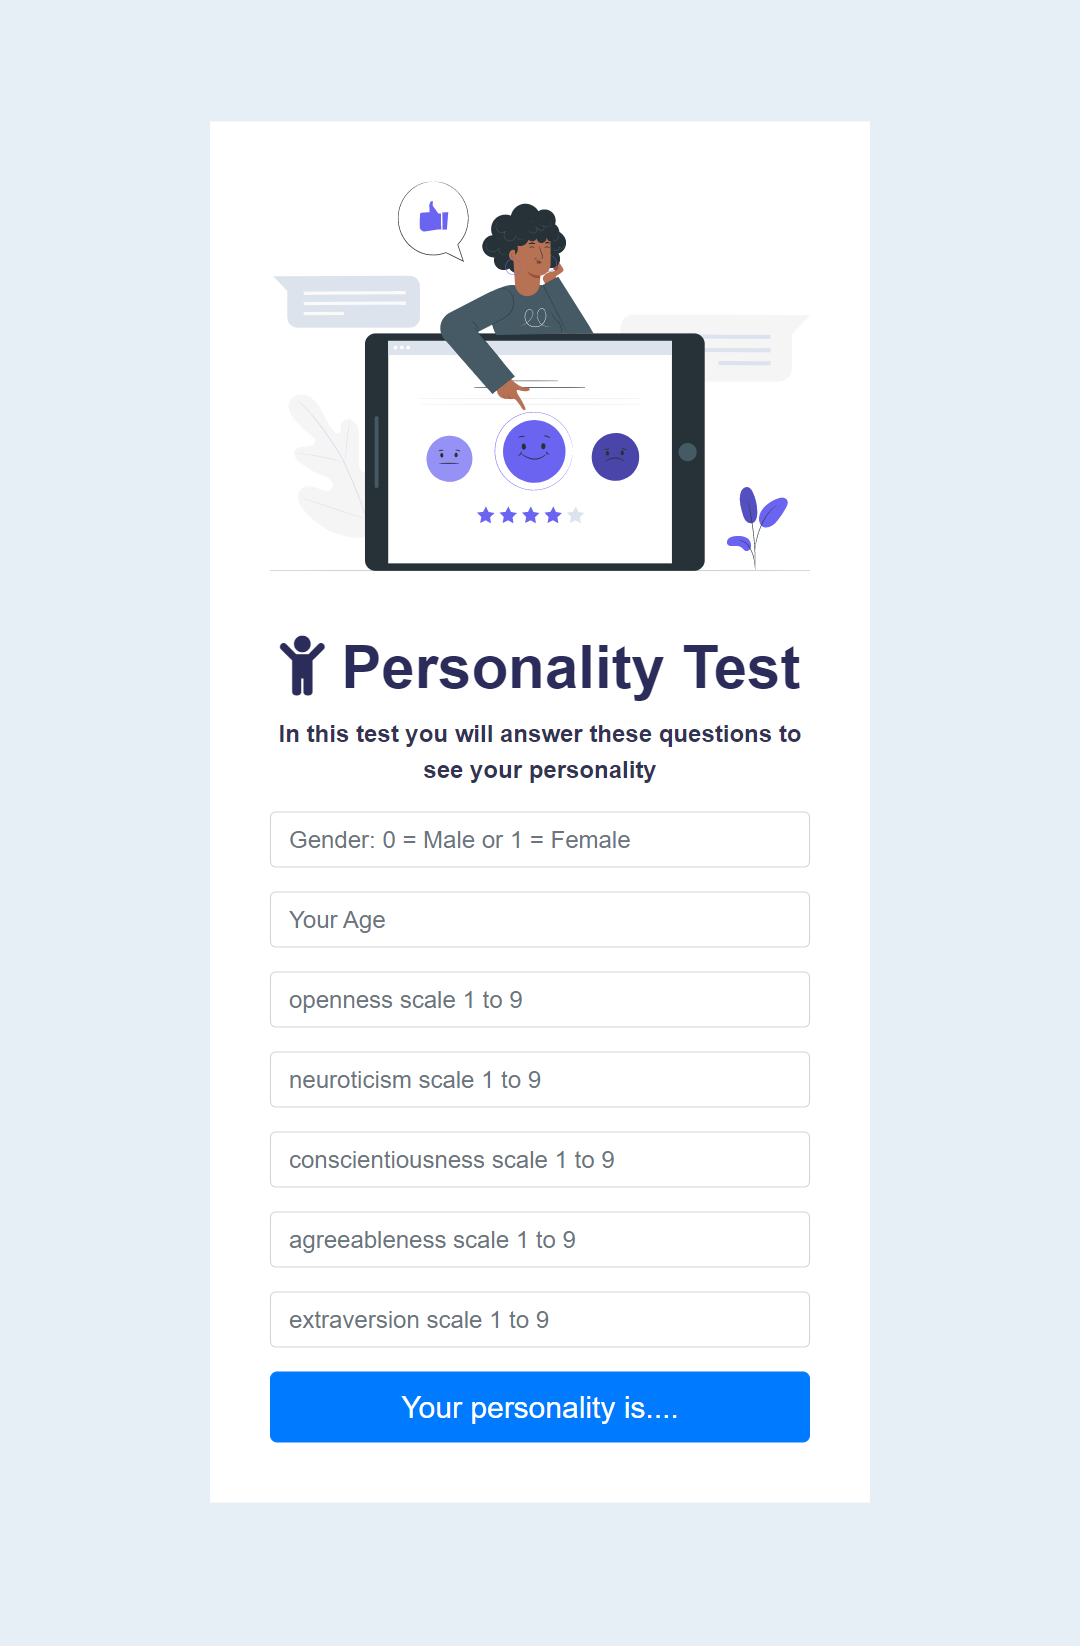 Personality Test
In this test you will answer these questions to
see your personality
Gender: 0 = Male or 1 = Female
Your Age
openness scale 1 to 9
neuroticism scale 1 to 9
conscientiousness scale 1 to 9
agreeableness scale 1 to 9
extraversion scale 1 to 9
Your personality is....